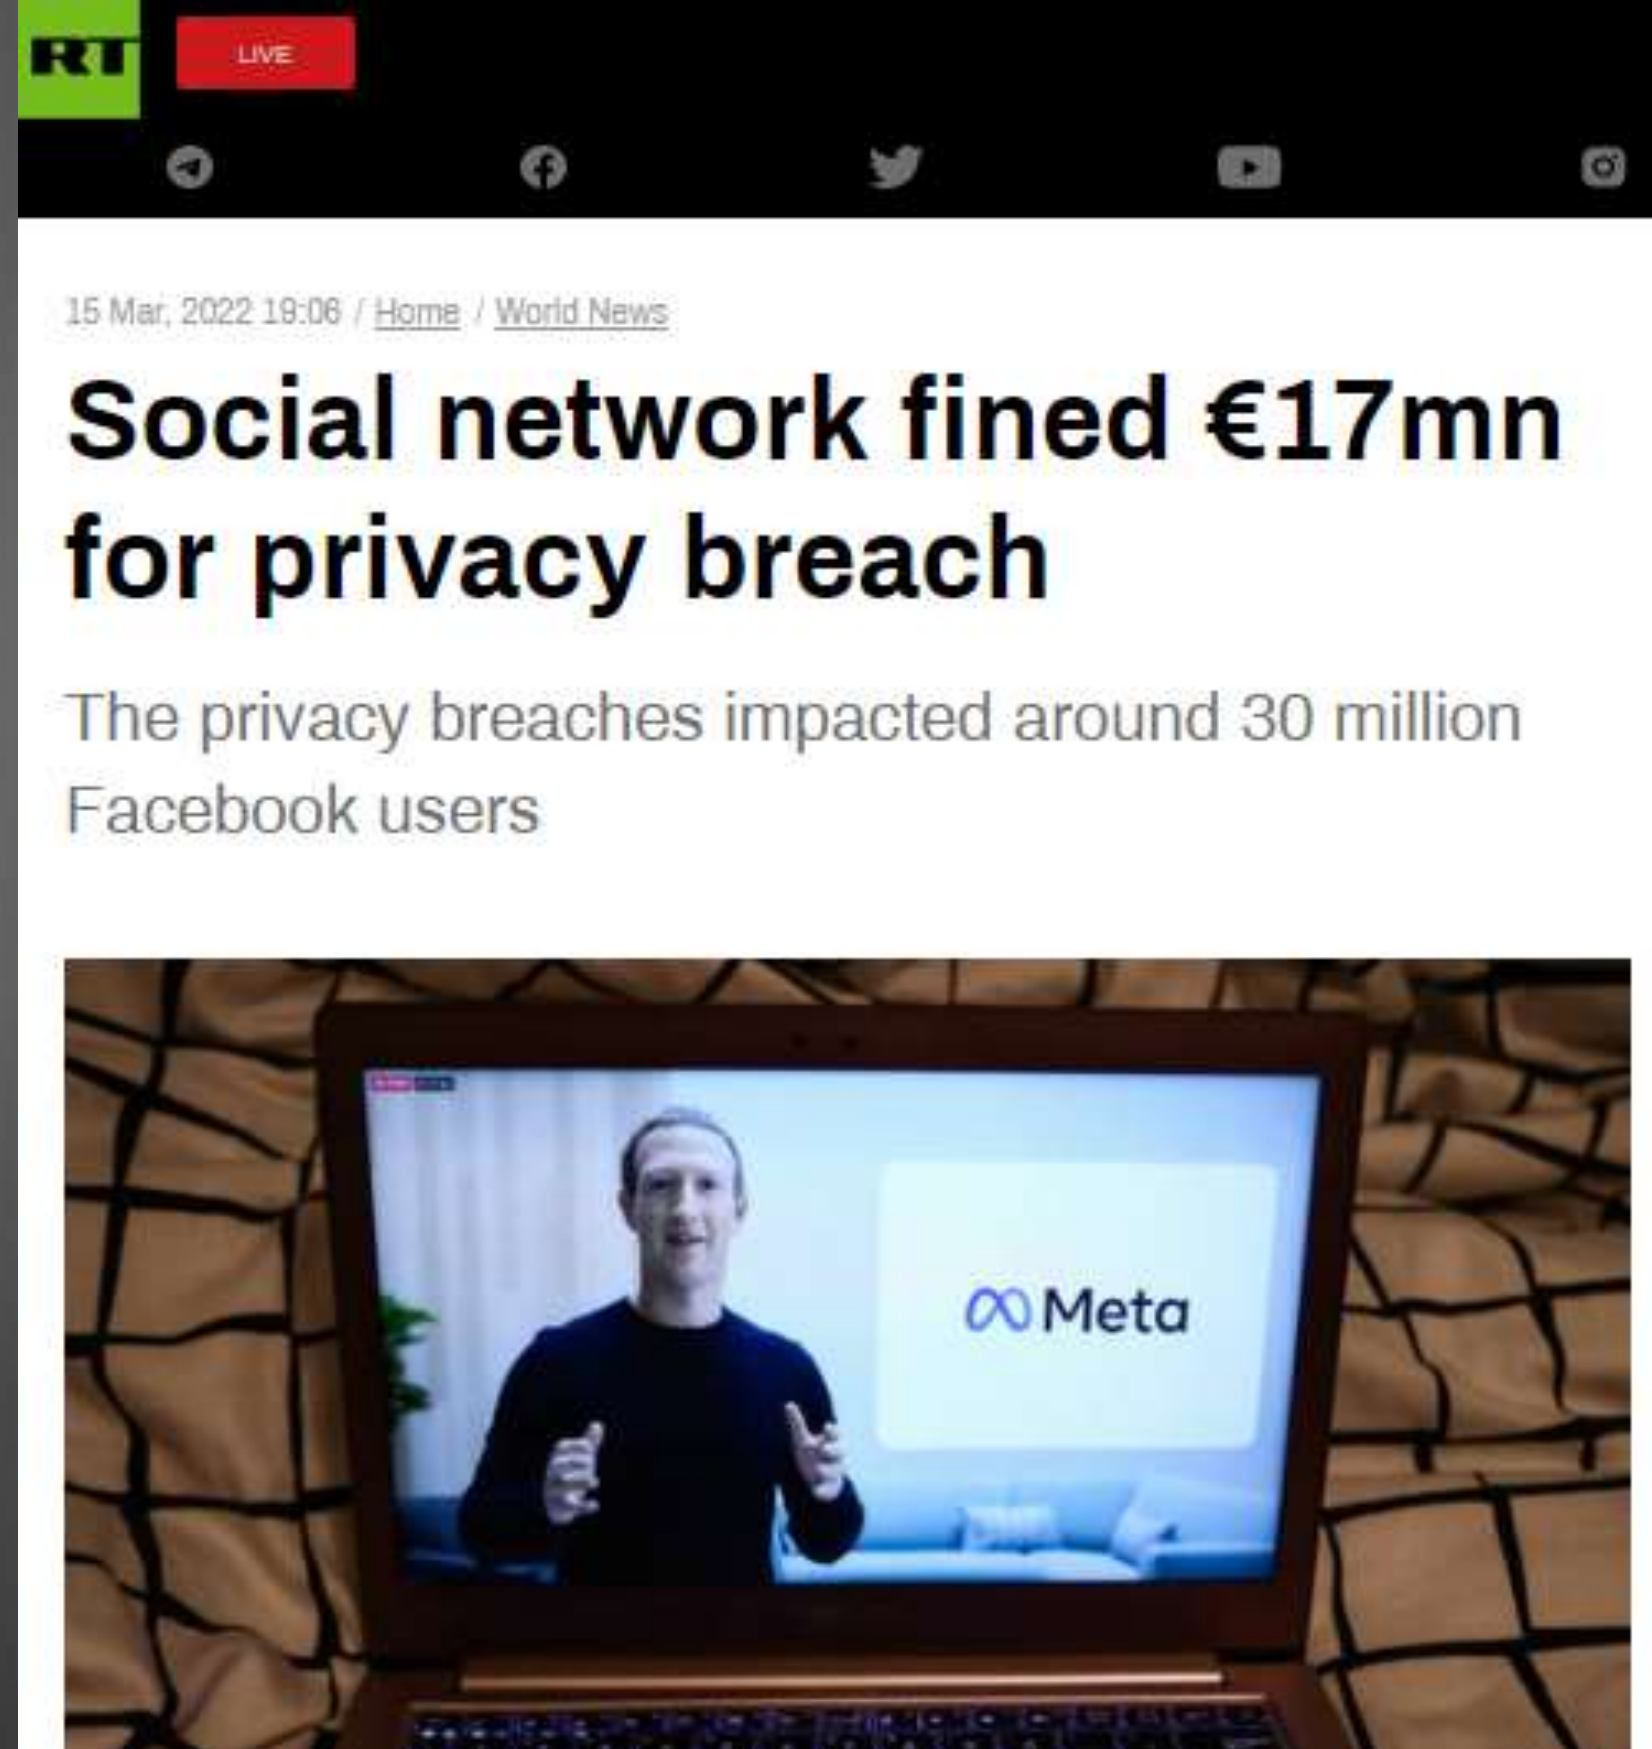 RT
LIVE
15 Mar, 2022 19:06 / Home / World News
Social network fined €17mn
for privacy breach
The privacy breaches impacted around 30 million
Facebook users
Meta